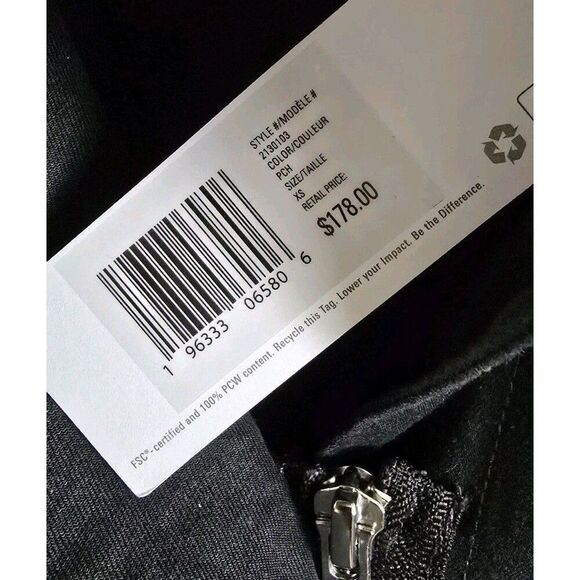 STYLE #/MODÈLE #
2130103
COLOR/COULEUR
PCH
SIZE/TAILLE
XS
RETAIL PRICE:
$178.00
1 96333 06580 6
FSC®-certified and 100% PCW content. Recycle this Tag. Lower your Impact. Be the Difference.